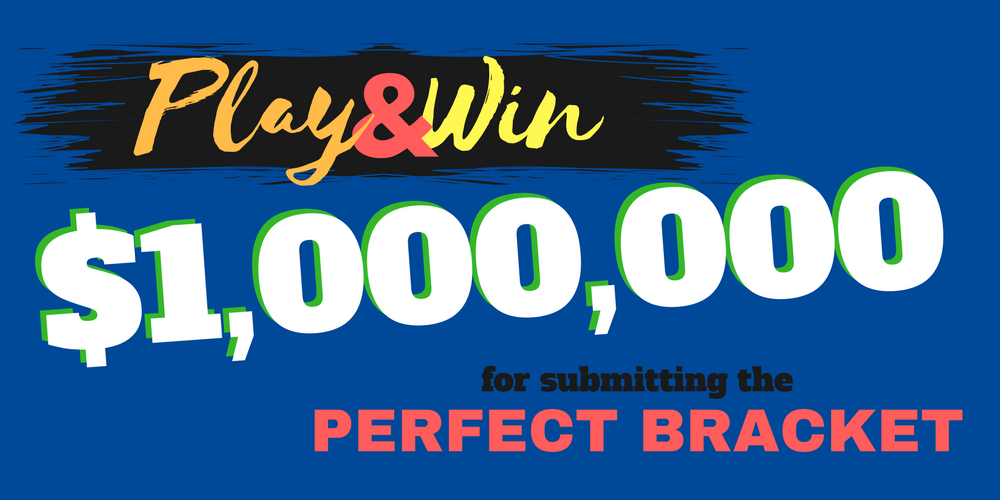 Play&Win
$1,000,000
for submitting the
PERFECT BRACKET